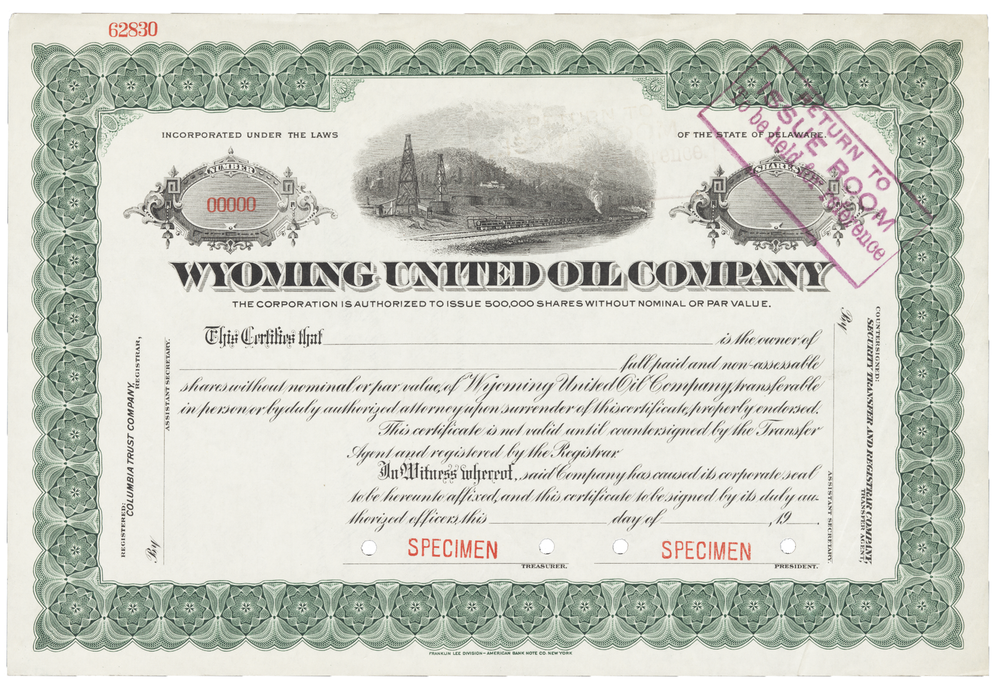 62830
RETURN TO
ISSUE ROOM
To be held for reference
INCORPORATED UNDER THE LAWS
OF THE STATE OF DELAWARE.
NUMBER
00000
SHARES
WYOMING UNITED OIL COMPANY
THE CORPORATION IS AUTHORIZED TO ISSUE 500,000 SHARES WITHOUT NOMINAL OR PAR VALUE.
This Certifies that is the owner of
full paid and non-assessable
shares without nominal or par value, of Wyoming United Oil Company, transferable
in person or by duly authorized attorney upon surrender of this certificate, properly endorsed.
This certificate is not valid until countersigned by the Transfer
Agent and registered by the Registrar
In Witness whereof, said Company has caused its corporate seal
to be hereunto affixed, and this certificate to be signed by its duly au-
thorized officers, this day of , 19 .
SPECIMEN SPECIMEN
TREASURER. PRESIDENT.
REGISTERED:
COLUMBIA TRUST COMPANY,
REGISTRAR,
By
ASSISTANT SECRETARY.
COUNTERSIGNED:
SECURITY TRANSFER AND REGISTRAR COMPANY,
TRANSFER AGENT,
By
ASSISTANT SECRETARY.
FRANKLIN LEE DIVISION-AMERICAN BANK NOTE CO. NEW YORK